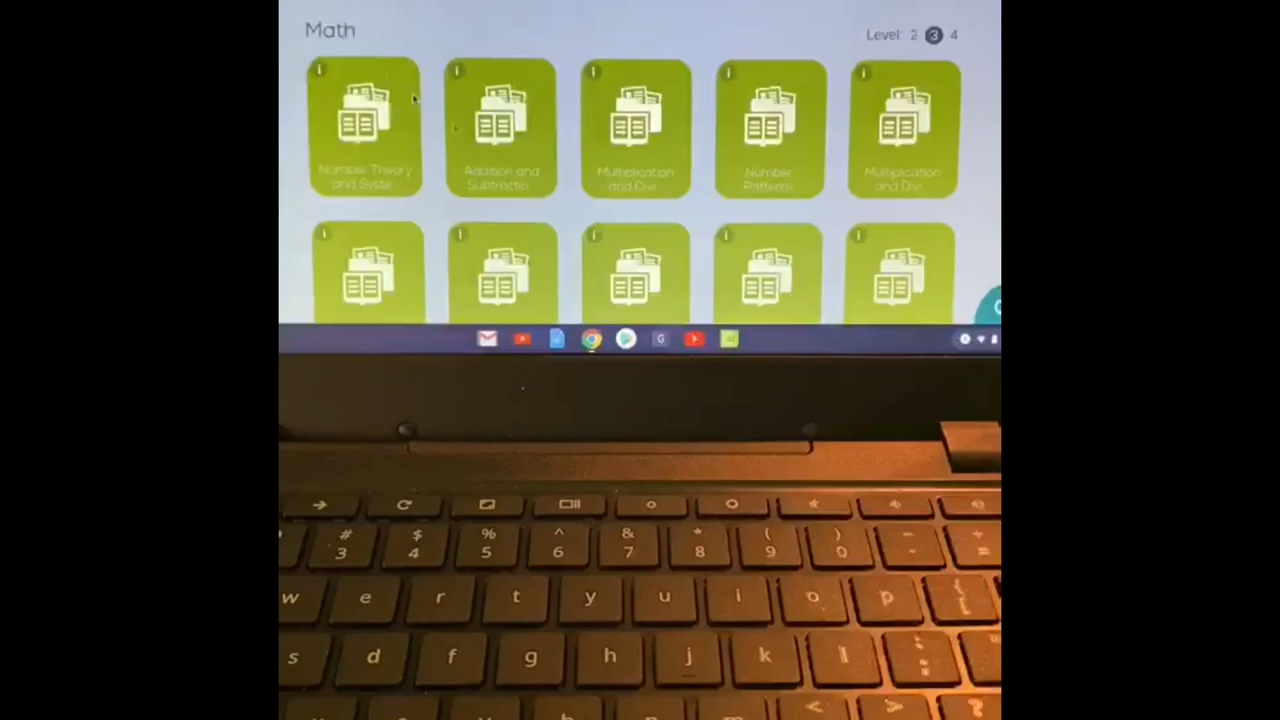 Math
Level: 2 3 4
Number Theory
and Syste
Addition and
Subtractio
Multiplication
and Divi
Number
Patterns
Multiplication
and Divi
# $ % ^ & * ( ) - +
3 4 5 6 7 8 9 0 - =
w e r t y u i o p { [
s d f g h j k l : ;
< > ?